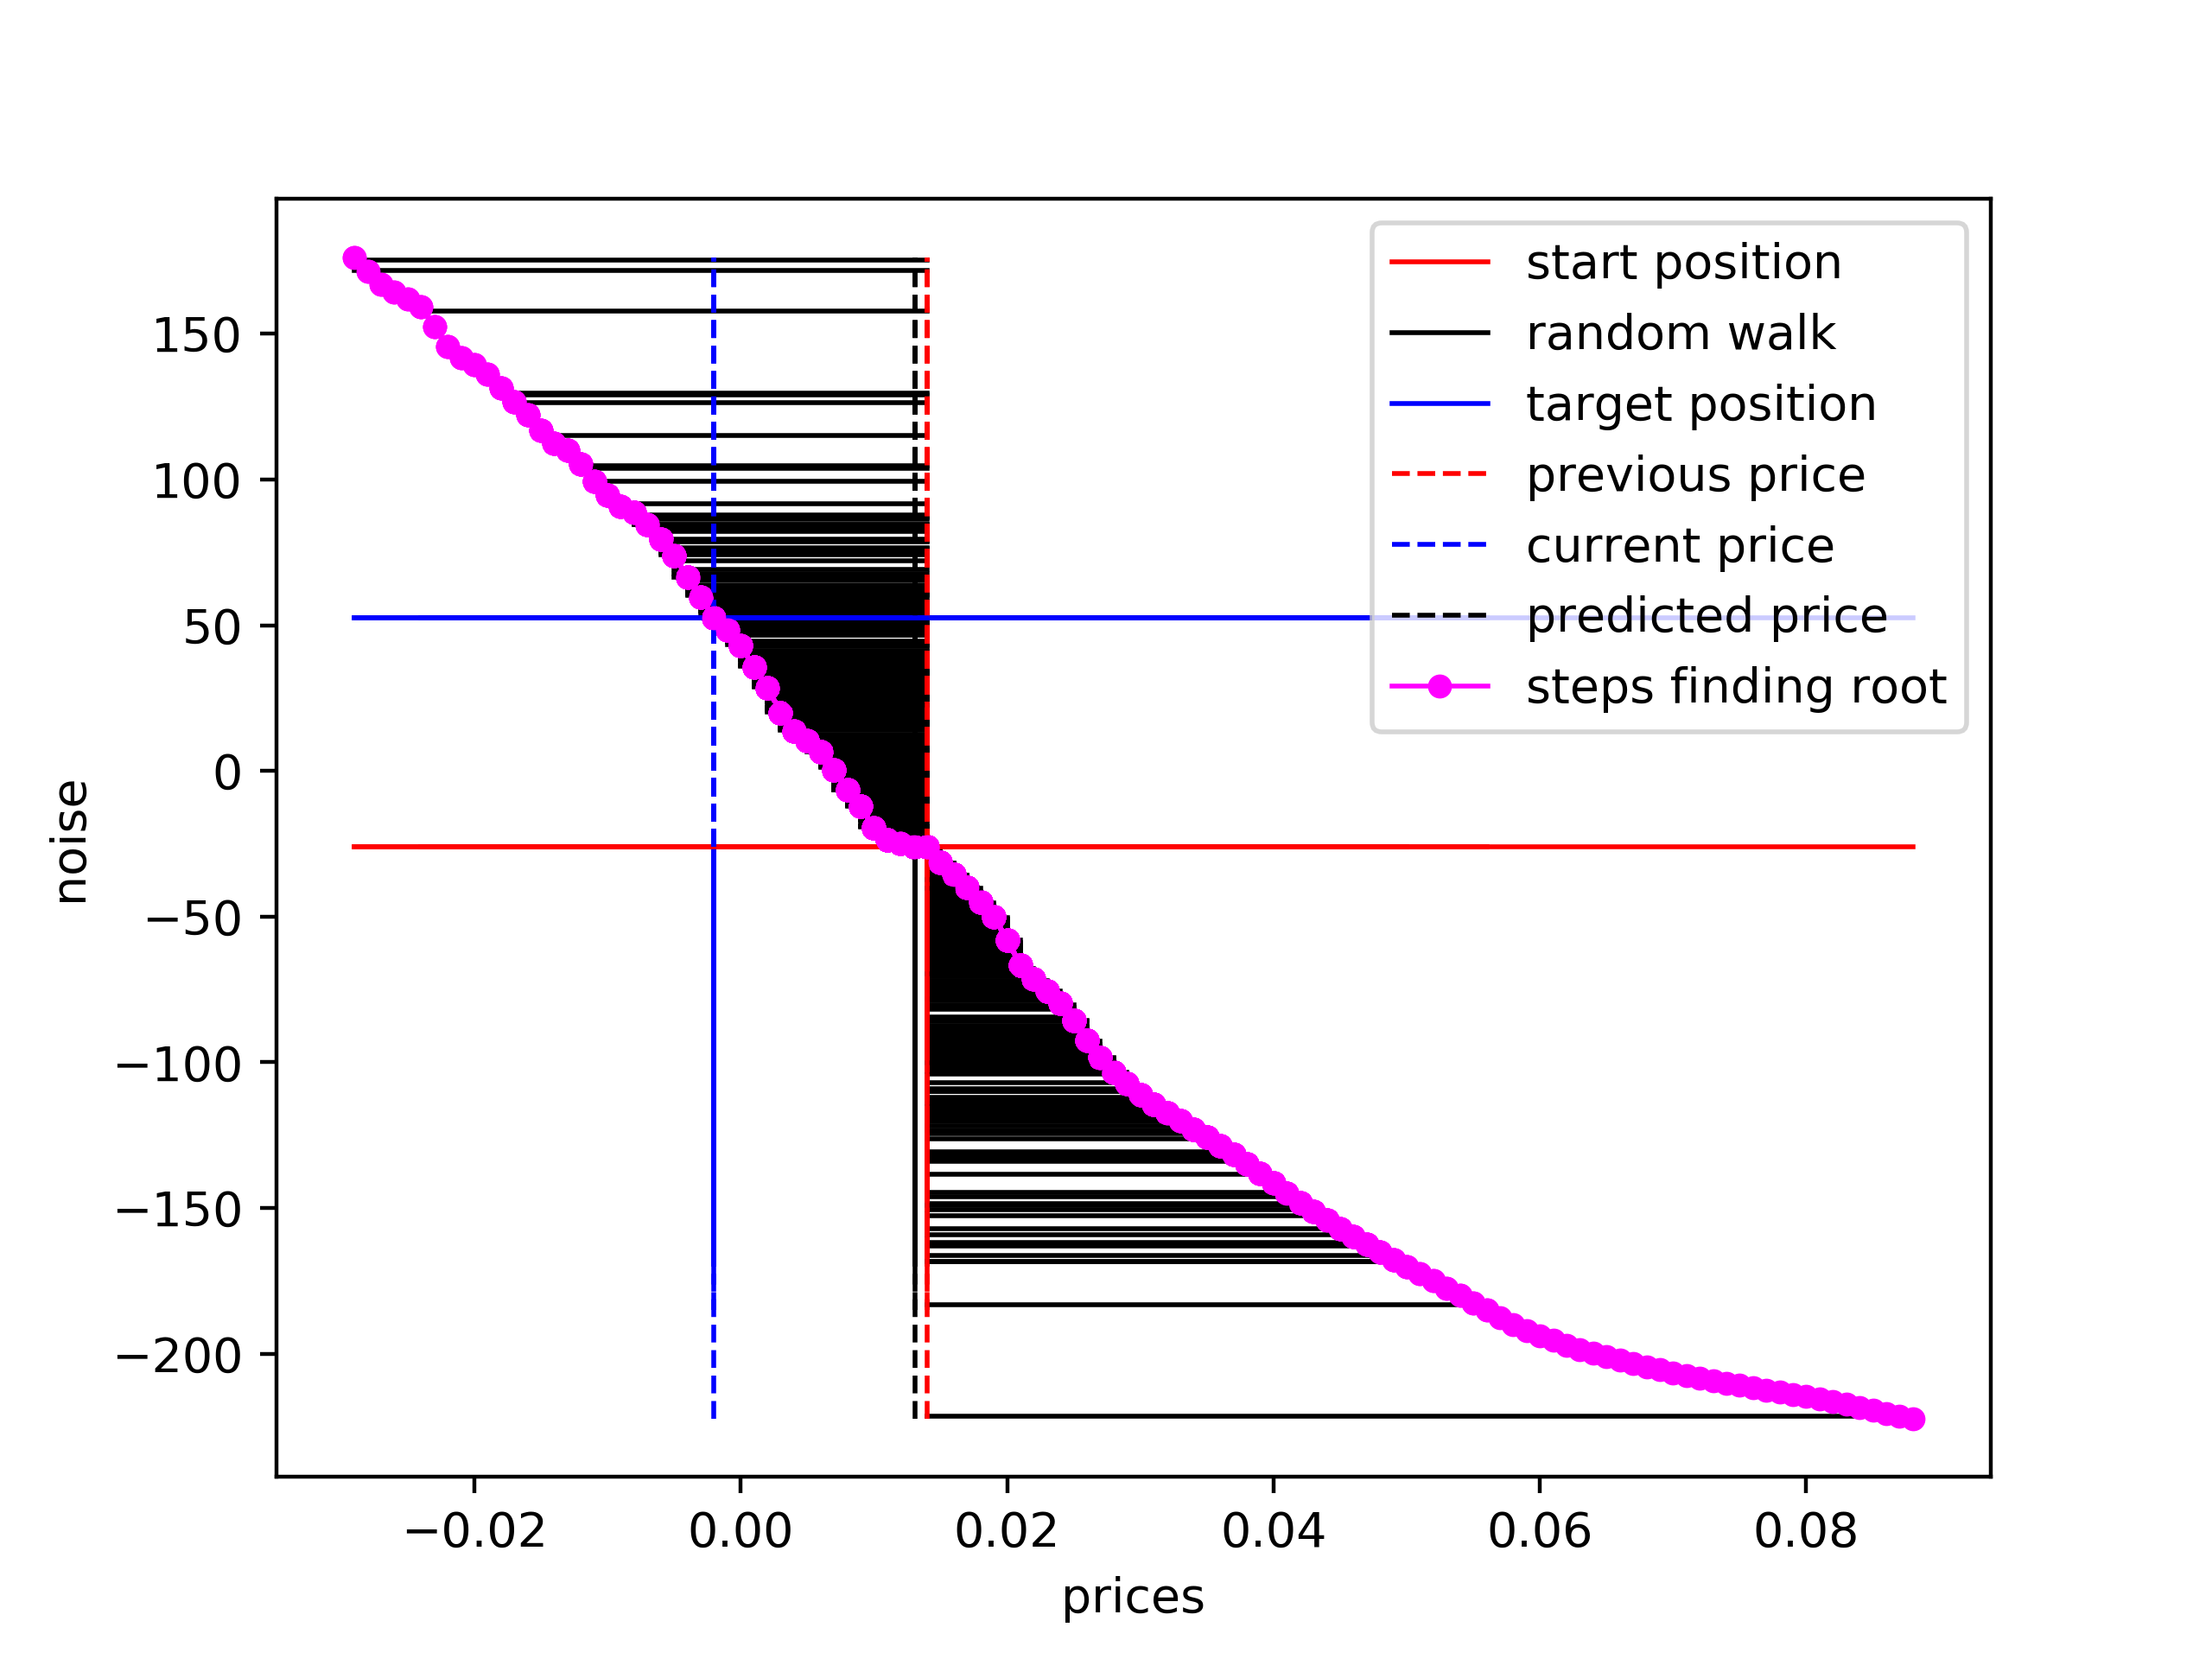 start position
random walk
target position
previous price
current price
predicted price
steps finding root
150
100
50
0
−50
−100
−150
−200
noise
−0.02
0.00
0.02
0.04
0.06
0.08
prices